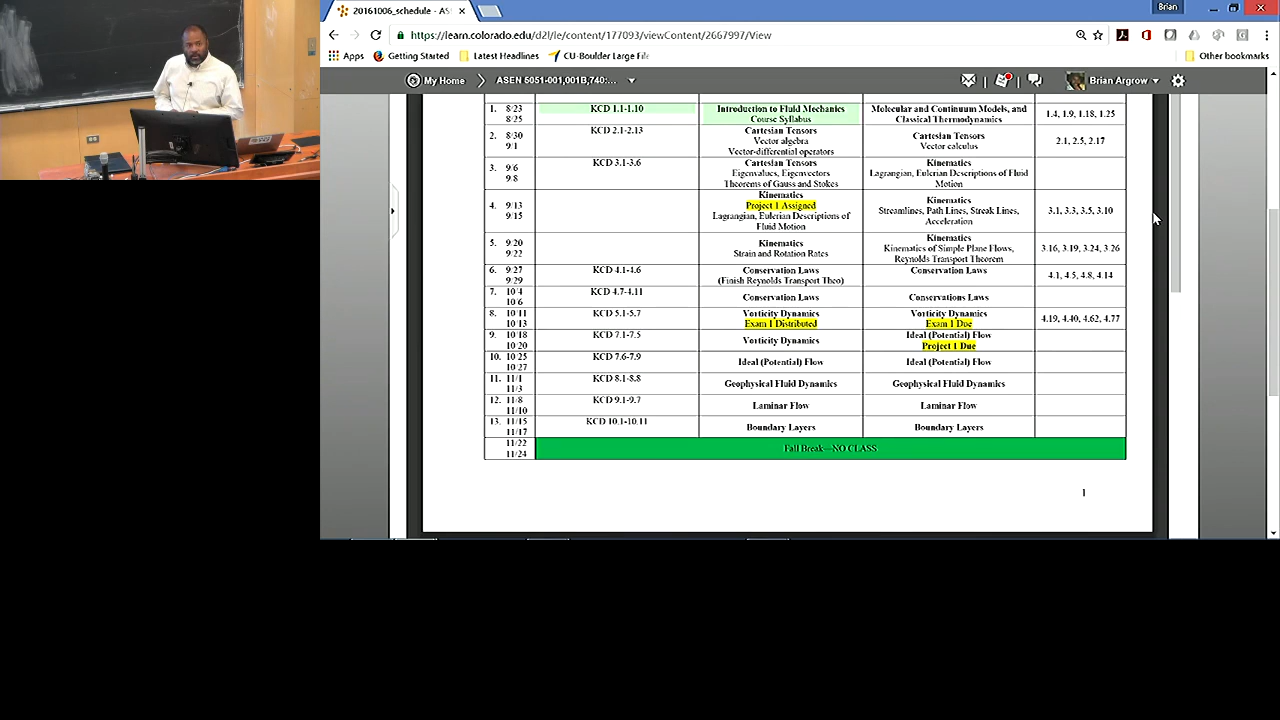 20161006_schedule - AS
Brian
https://learn.colorado.edu/d2l/le/content/177093/viewContent/2667997/View
Apps Getting Started Latest Headlines CU-Boulder Large File Other bookmarks
My Home ASEN 5051-001,001B,740:... Brian Argrow
1. 8/23 KCD 1.1-1.10 Introduction to Fluid Mechanics Molecular and Continuum Models, and 1.4, 1.9, 1.18, 1.25
8/25 Course Syllabus Classical Thermodynamics
2. 8/30 KCD 2.1-2.13 Cartesian Tensors Cartesian Tensors 2.1, 2.5, 2.17
9/1 Vector algebra Vector calculus
Vector-differential operators
3. 9/6 KCD 3.1-3.6 Cartesian Tensors Kinematics
9/8 Eigenvalues, Eigenvectors Lagrangian, Eulerian Descriptions of Fluid
Theorems of Gauss and Stokes Motion
4. 9/13 Kinematics Kinematics 3.1, 3.3, 3.5, 3.10
9/15 Project 1 Assigned Streamlines, Path Lines, Streak Lines,
Lagrangian, Eulerian Descriptions of Acceleration
Fluid Motion
5. 9/20 Kinematics Kinematics 3.16, 3.19, 3.24, 3.26
9/22 Strain and Rotation Rates Kinematics of Simple Plane Flows,
Reynolds Transport Theorem
6. 9/27 KCD 4.1-4.6 Conservation Laws Conservation Laws 4.1, 4.5, 4.8, 4.14
9/29 (Finish Reynolds Transport Theo)
7. 10/4 KCD 4.7-4.11 Conservation Laws Conservations Laws
10/6
8. 10/11 KCD 5.1-5.7 Vorticity Dynamics Vorticity Dynamics 4.19, 4.40, 4.62, 4.77
10/13 Exam 1 Distributed Exam 1 Due
9. 10/18 KCD 7.1-7.5 Vorticity Dynamics Ideal (Potential) Flow
10/20 Project 1 Due
10. 10/25 KCD 7.6-7.9 Ideal (Potential) Flow Ideal (Potential) Flow
10/27
11. 11/1 KCD 8.1-8.8 Geophysical Fluid Dynamics Geophysical Fluid Dynamics
11/3
12. 11/8 KCD 9.1-9.7 Laminar Flow Laminar Flow
11/10
13. 11/15 KCD 10.1-10.11 Boundary Layers Boundary Layers
11/17
11/22 Fall Break—NO CLASS
11/24
1